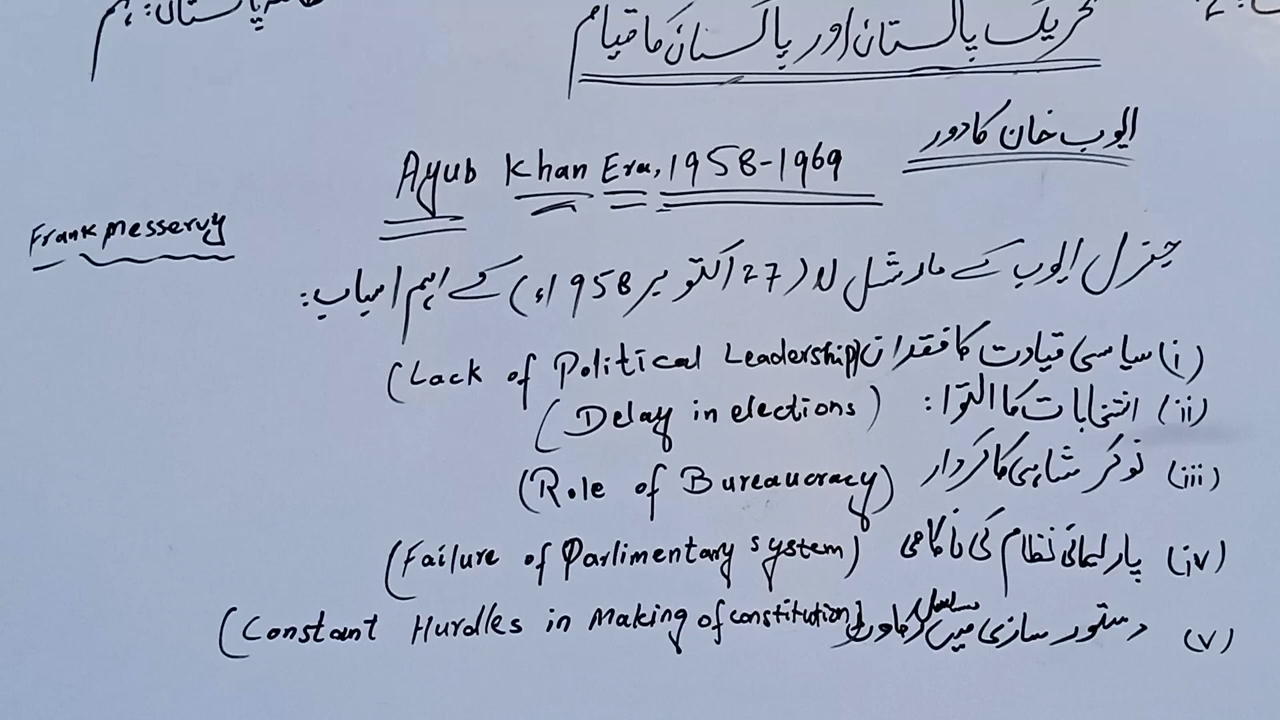 پاکستان: ہم
تحریک پاکستان اور پاکستان کا قیام
ایوب خان کا دور
Ayub Khan Era, 1958-1969
Frank Messervy
جنرل ایوب کے مارشل لا (27 اکتوبر 1958ء) کے اہم اسباب:
(i) سیاسی قیادت کا فقدان (Lack of Political Leadership)
(ii) انتخابات کا التوا: (Delay in elections)
(iii) نوکر شاہی کا کردار (Role of Bureaucracy)
(iv) پارلیمانی نظام کی ناکامی (Failure of Parlimentary system)
(v) دستور سازی میں مسلسل رکاوٹ (Constant Hurdles in Making of constitution)